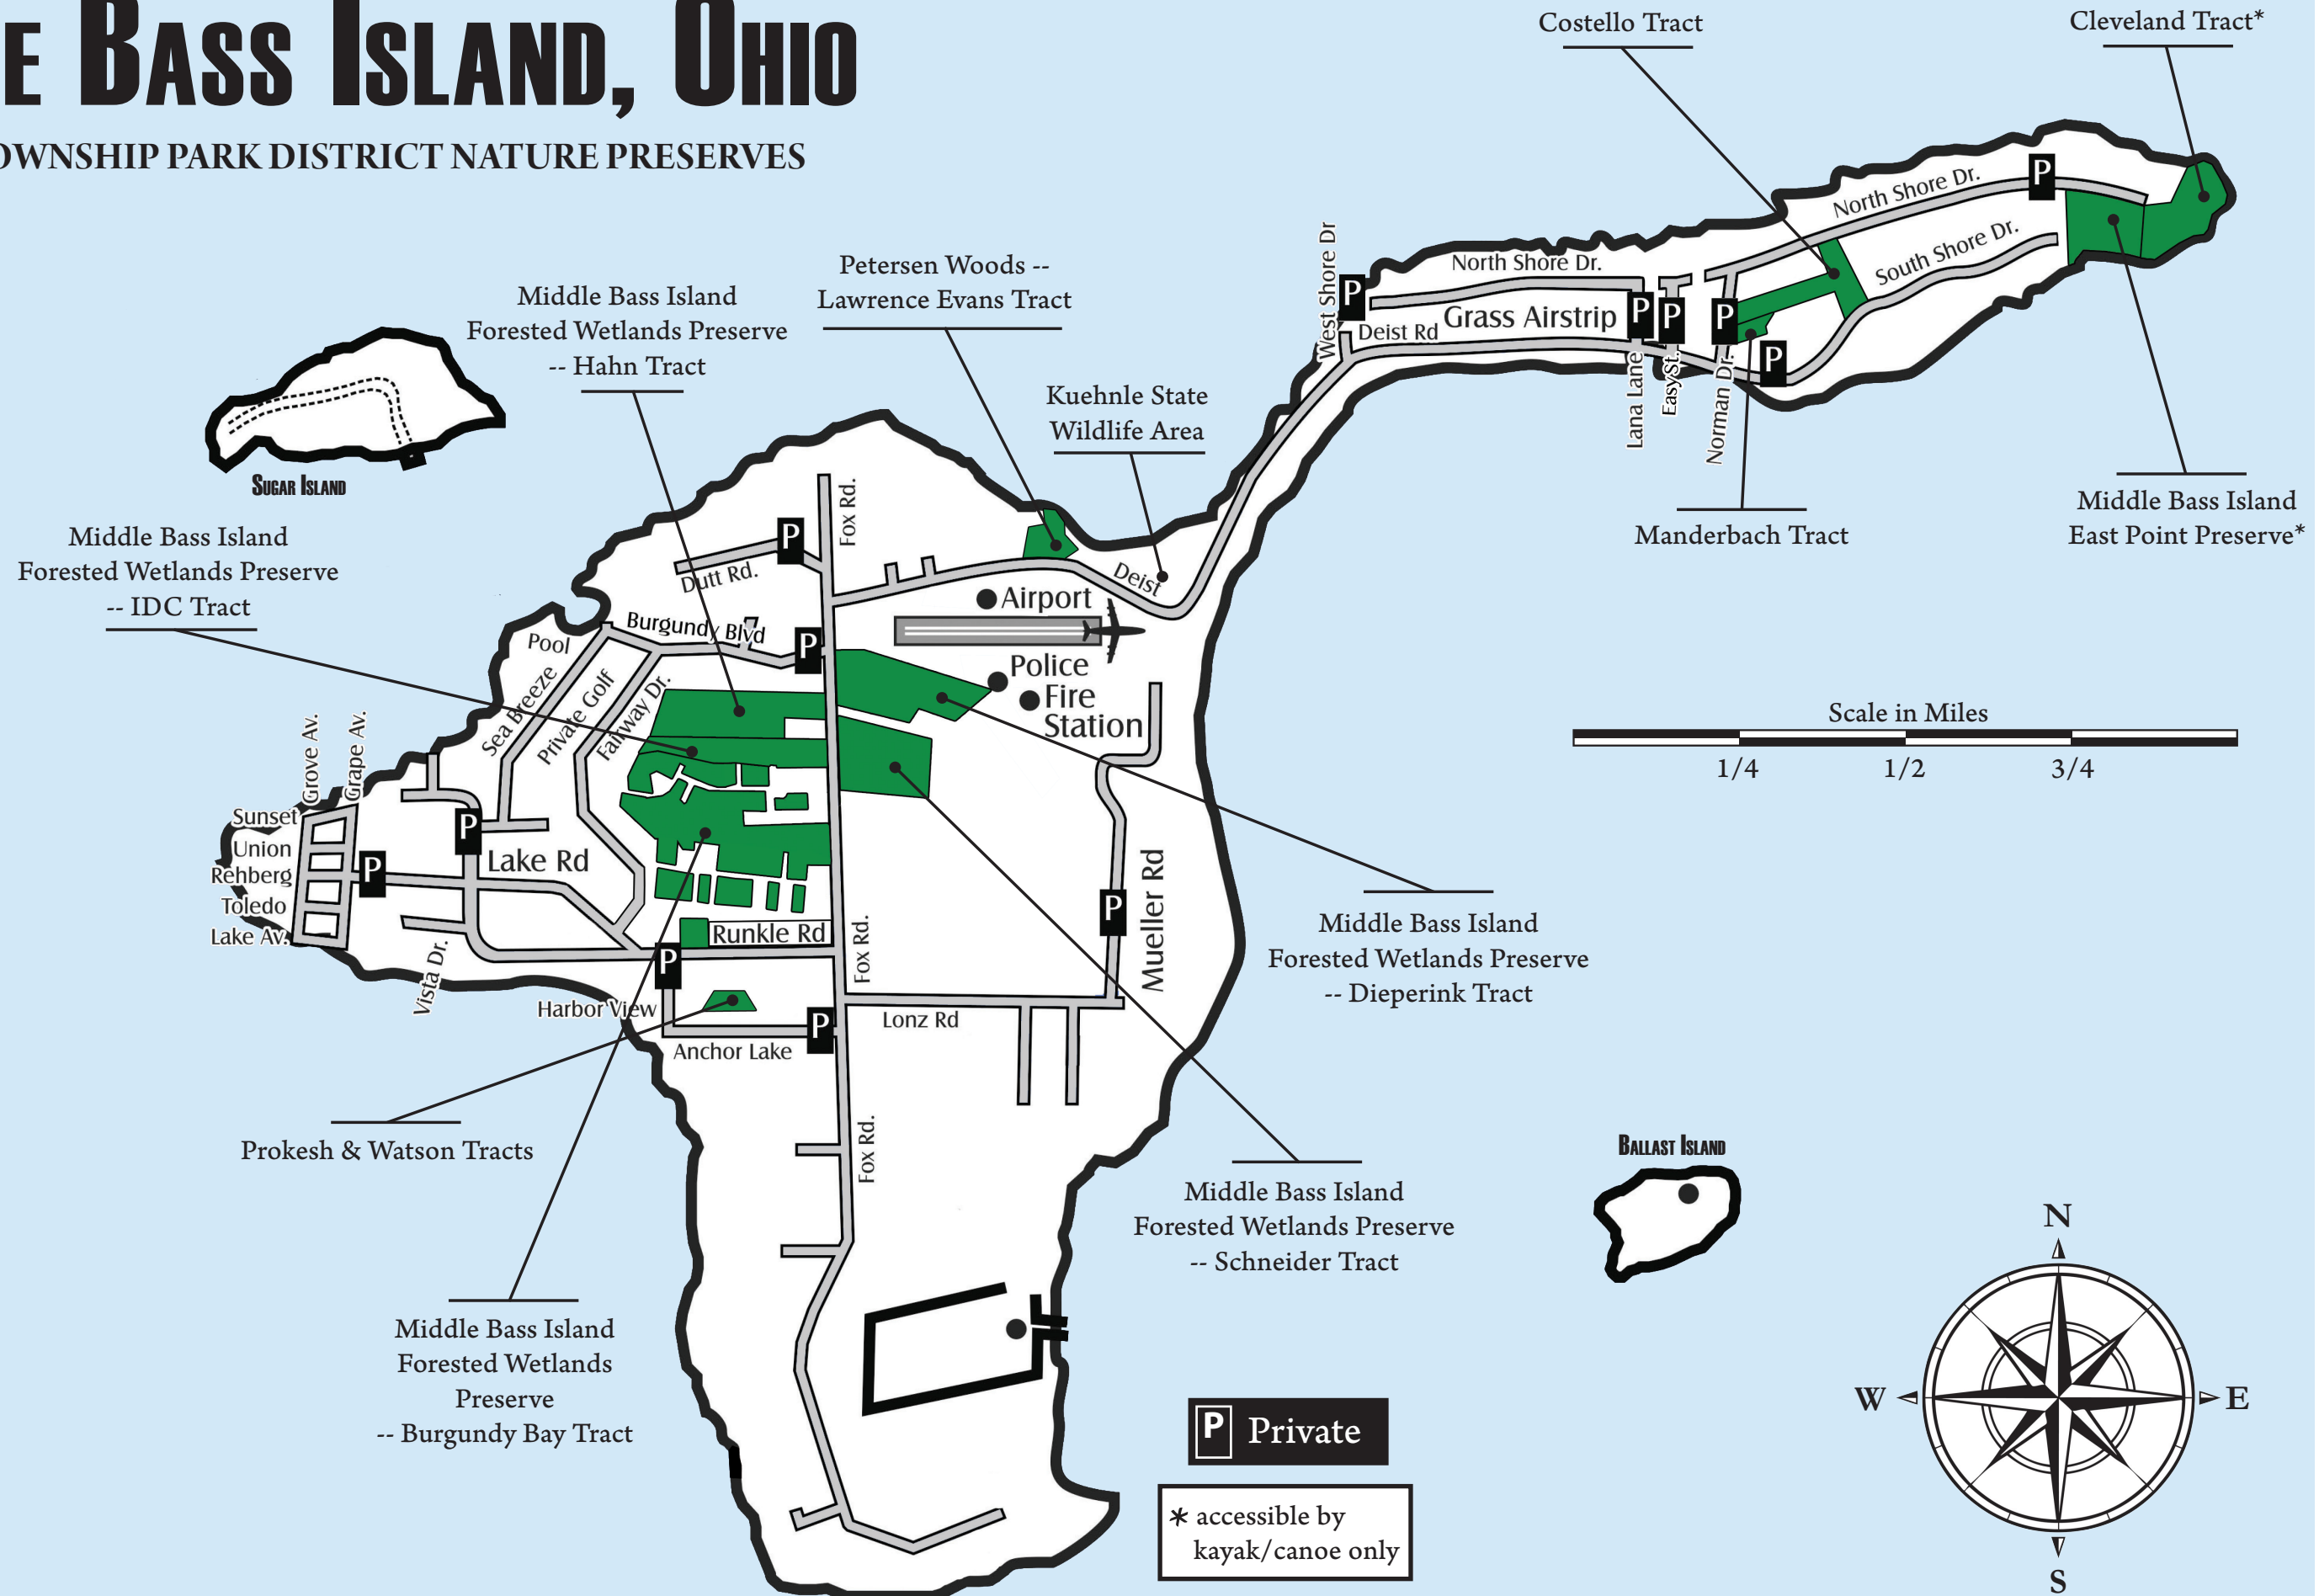 E BASS ISLAND, OHIO
OWNSHIP PARK DISTRICT NATURE PRESERVES
Costello Tract
Cleveland Tract*
Petersen Woods --
Lawrence Evans Tract
Middle Bass Island
Forested Wetlands Preserve
-- Hahn Tract
Kuehnle State
Wildlife Area
SUGAR ISLAND
Middle Bass Island
Forested Wetlands Preserve
-- IDC Tract
West Shore Dr
P
North Shore Dr.
Deist Rd
Grass Airstrip
P
P
P
P
Lana Lane
Easy St.
Norman Dr.
North Shore Dr.
P
South Shore Dr.
Manderbach Tract
Middle Bass Island
East Point Preserve*
Fox Rd.
P
Dutt Rd.
Deist
Airport
Burgundy Blvd
P
Pool
Police
Fire
Station
Sea Breeze
Private Golf
Fairway Dr.
Scale in Miles
1/4
1/2
3/4
Grove Av.
Grape Av.
Sunset
Union
Rehberg
Toledo
Lake Av.
P
P
Lake Rd
Vista Dr.
Runkle Rd
P
Fox Rd.
P
Mueller Rd
Middle Bass Island
Forested Wetlands Preserve
-- Dieperink Tract
Harbor View
P
Anchor Lake
Lonz Rd
Prokesh & Watson Tracts
Fox Rd.
Middle Bass Island
Forested Wetlands Preserve
-- Schneider Tract
BALLAST ISLAND
Middle Bass Island
Forested Wetlands
Preserve
-- Burgundy Bay Tract
P Private
* accessible by
kayak/canoe only
N
W
E
S